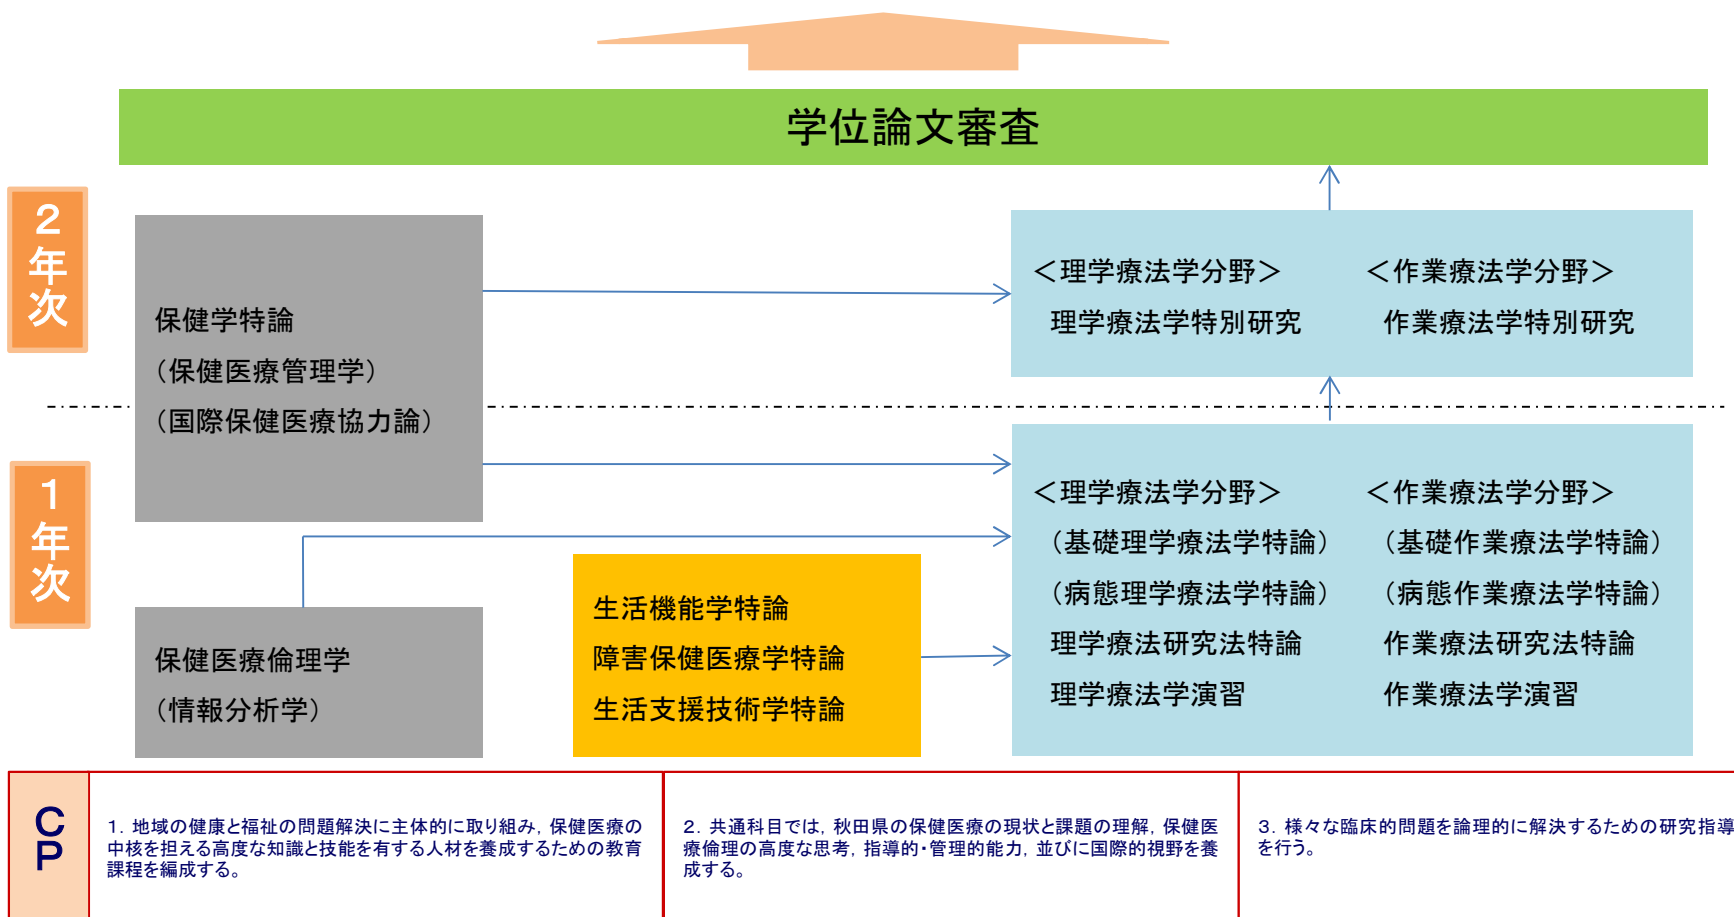 学位論文審査
2年次
保健学特論
（保健医療管理学）
（国際保健医療協力論）
＜理学療法学分野＞ ＜作業療法学分野＞
理学療法学特別研究 作業療法学特別研究
1年次
保健医療倫理学
（情報分析学）
生活機能学特論
障害保健医療学特論
生活支援技術学特論
＜理学療法学分野＞ ＜作業療法学分野＞
（基礎理学療法学特論） （基礎作業療法学特論）
（病態理学療法学特論） （病態作業療法学特論）
理学療法研究法特論 作業療法研究法特論
理学療法学演習 作業療法学演習
CP
1．地域の健康と福祉の問題解決に主体的に取り組み，保健医療の
中核を担える高度な知識と技能を有する人材を養成するための教育
課程を編成する。
2．共通科目では，秋田県の保健医療の現状と課題の理解，保健医
療倫理の高度な思考，指導的・管理的能力，並びに国際的視野を養
成する。
3．様々な臨床的問題を論理的に解決するための研究指導
を行う。